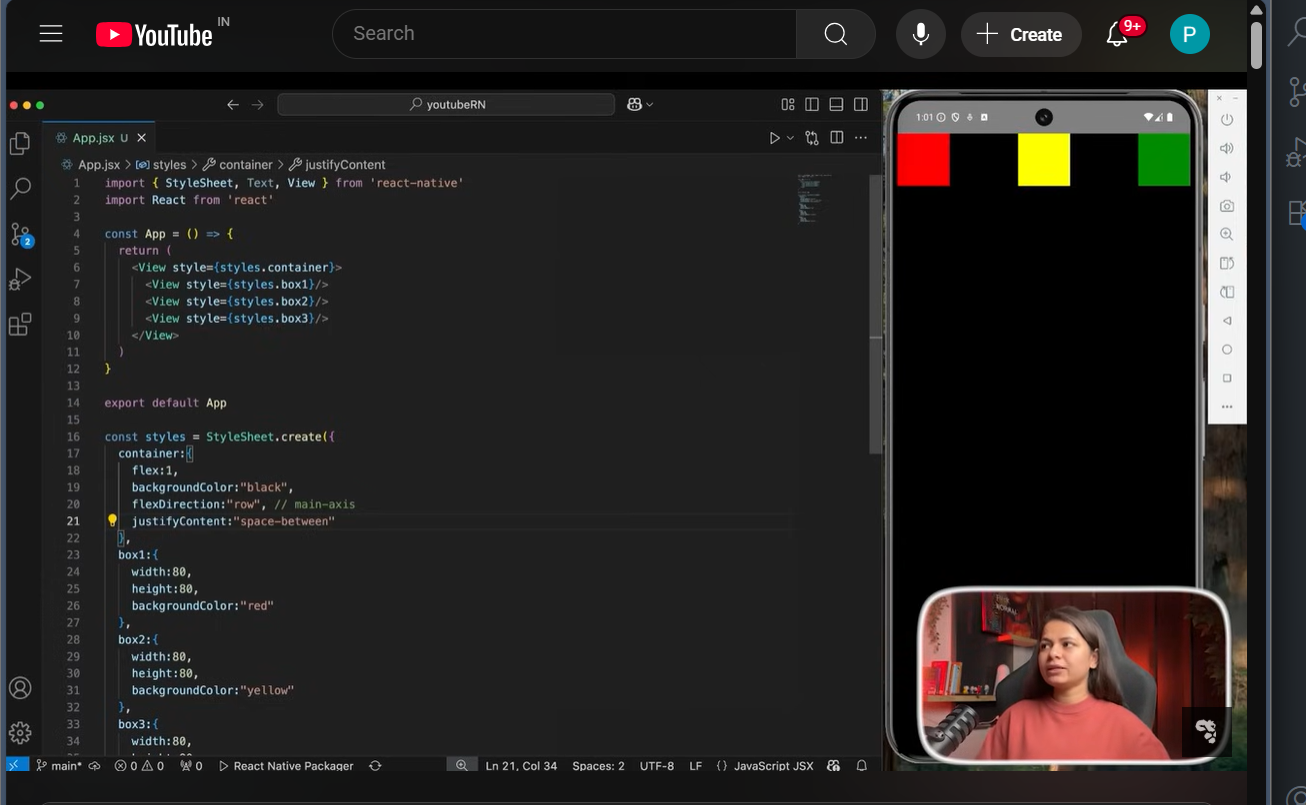 YouTube IN
Search
Create
9+
P
youtubeRN
App.jsx U
App.jsx > styles > container > justifyContent
1 import { StyleSheet, Text, View } from 'react-native'
2 import React from 'react'
3
4 const App = () => {
5 return (
6 <View style={styles.container}>
7 <View style={styles.box1}/>
8 <View style={styles.box2}/>
9 <View style={styles.box3}/>
10 </View>
11 )
12 }
13
14 export default App
15
16 const styles = StyleSheet.create({
17 container:{
18 flex:1,
19 backgroundColor:"black",
20 flexDirection:"row", // main-axis
21 justifyContent:"space-between"
22 },
23 box1:{
24 width:80,
25 height:80,
26 backgroundColor:"red"
27 },
28 box2:{
29 width:80,
30 height:80,
31 backgroundColor:"yellow"
32 },
33 box3:{
34 width:80,
2
1:01
main*
0 0
0
React Native Packager
Ln 21, Col 34
Spaces: 2
UTF-8
LF
{} JavaScript JSX